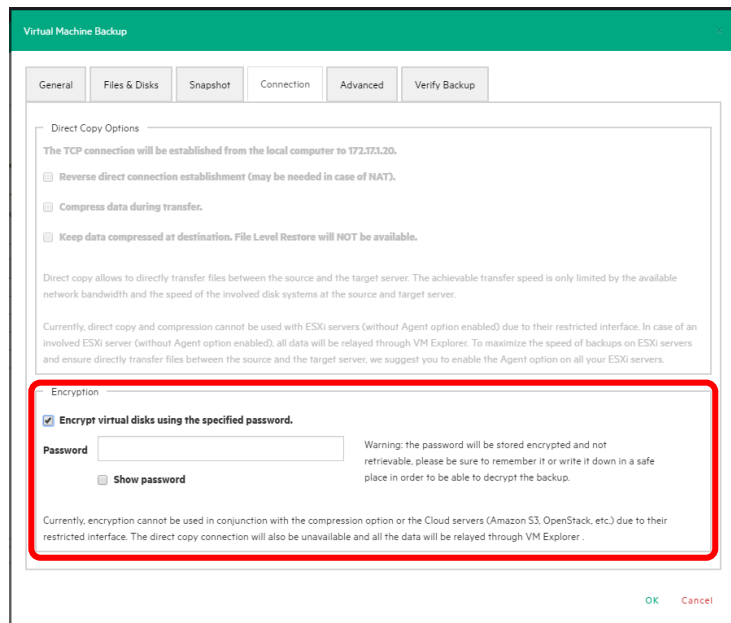 Virtual Machine Backup
General Files & Disks Snapshot Connection Advanced Verify Backup
Direct Copy Options
The TCP connection will be established from the local computer to 172.17.1.20.
Reverse direct connection establishment (may be needed in case of NAT).
Compress data during transfer.
Keep data compressed at destination. File Level Restore will NOT be available.
Direct copy allows to directly transfer files between the source and the target server. The achievable transfer speed is only limited by the available
network bandwidth and the speed of the involved disk systems at the source and target server.
Currently, direct copy and compression cannot be used with ESXi servers (without Agent option enabled) due to their restricted interface. In case of an
involved ESXi server (without Agent option enabled), all data will be relayed through VM Explorer. To maximize the speed of backups on ESXi servers
and ensure directly transfer files between the source and the target server, we suggest you to enable the Agent option on all your ESXi servers.
Encryption
Encrypt virtual disks using the specified password.
Password
Show password
Warning: the password will be stored encrypted and not
retrievable, please be sure to remember it or write it down in a safe
place in order to be able to decrypt the backup.
Currently, encryption cannot be used in conjunction with the compression option or the Cloud servers (Amazon S3, OpenStack, etc.) due to their
restricted interface. The direct copy connection will also be unavailable and all the data will be relayed through VM Explorer .
OK Cancel